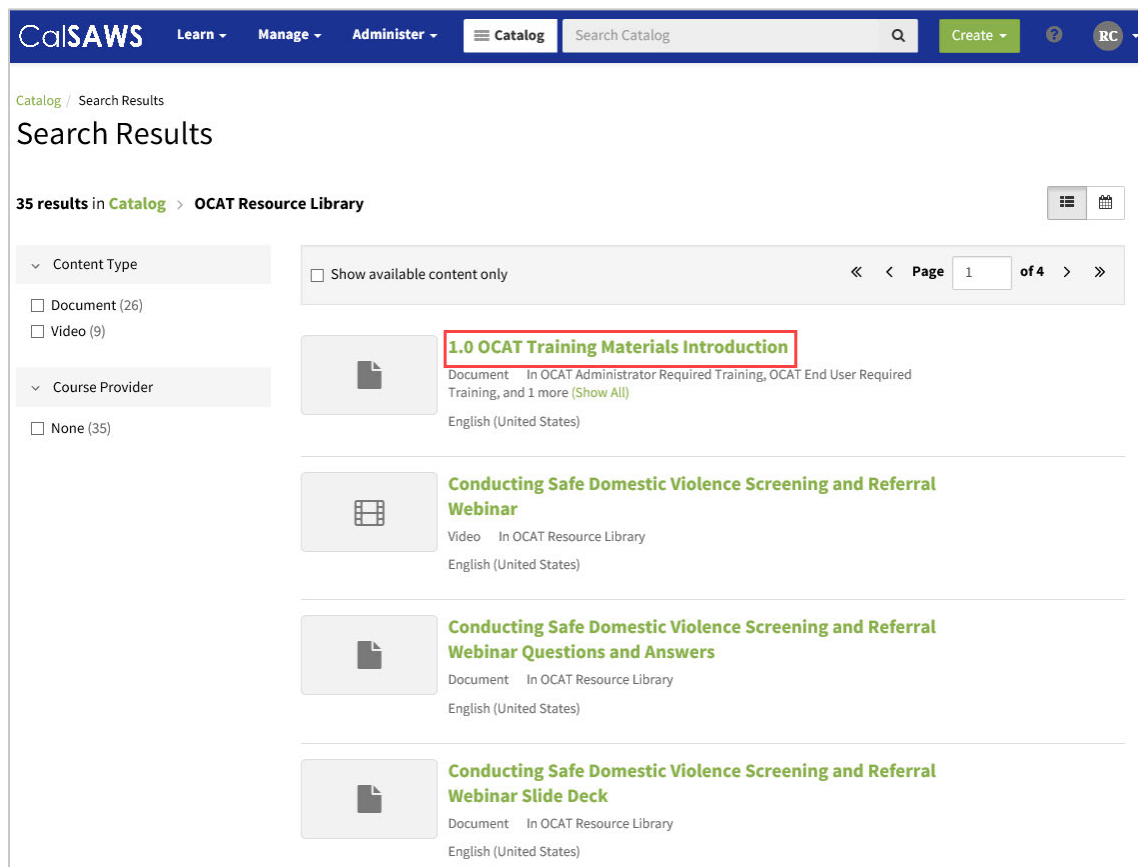 CalSAWS Learn Manage Administer Catalog Search Catalog Create ? RC
Catalog / Search Results
Search Results
35 results in Catalog > OCAT Resource Library
Content Type
Document (26)
Video (9)
Course Provider
None (35)
Show available content only « < Page 1 of 4 > »
1.0 OCAT Training Materials Introduction
Document In OCAT Administrator Required Training, OCAT End User Required
Training, and 1 more (Show All)
English (United States)
Conducting Safe Domestic Violence Screening and Referral
Webinar
Video In OCAT Resource Library
English (United States)
Conducting Safe Domestic Violence Screening and Referral
Webinar Questions and Answers
Document In OCAT Resource Library
English (United States)
Conducting Safe Domestic Violence Screening and Referral
Webinar Slide Deck
Document In OCAT Resource Library
English (United States)